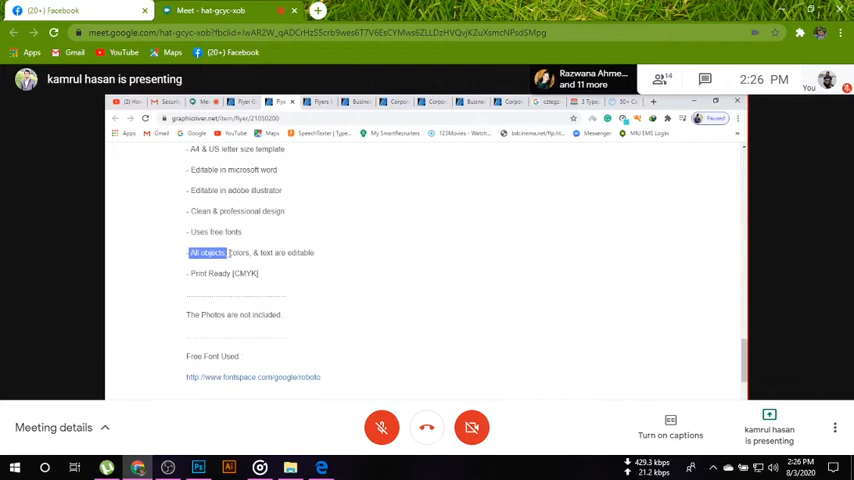 (20+) Facebook
Meet - hat-gcyc-xob
meet.google.com/hat-gcyc-xob?fbclid=IwAR2W_qADCrHzS5crb9wes6T7V6EsCYMws6ZLLDzHVQvjKZuXsmcPnpsdSMpg
Apps
Gmail
YouTube
Maps
(20+) Facebook
kamrul hasan is presenting
Razwana Ahme...
and 11 more
14
2:26 PM
You
graphicriver.net/item/flyer/21050200
Paused
Apps
Gmail
Google
YouTube
Maps
SpeechTexter | Type...
My SmartRecruiters
123Movies - Watch...
bdcinema.net/ftp.ht...
Messenger
MIU EMS LogIn
- A4 & US letter size template
- Editable in microsoft word
- Editable in adobe illustrator
- Clean & professional design
- Uses free fonts
- All objects, colors, & text are editable
- Print Ready [CMYK]
The Photos are not included.
Free Font Used :
http://www.fontspace.com/google/roboto
Meeting details
Turn on captions
kamrul hasan
is presenting
429.3 kbps
21.2 kbps
2:26 PM
8/3/2020